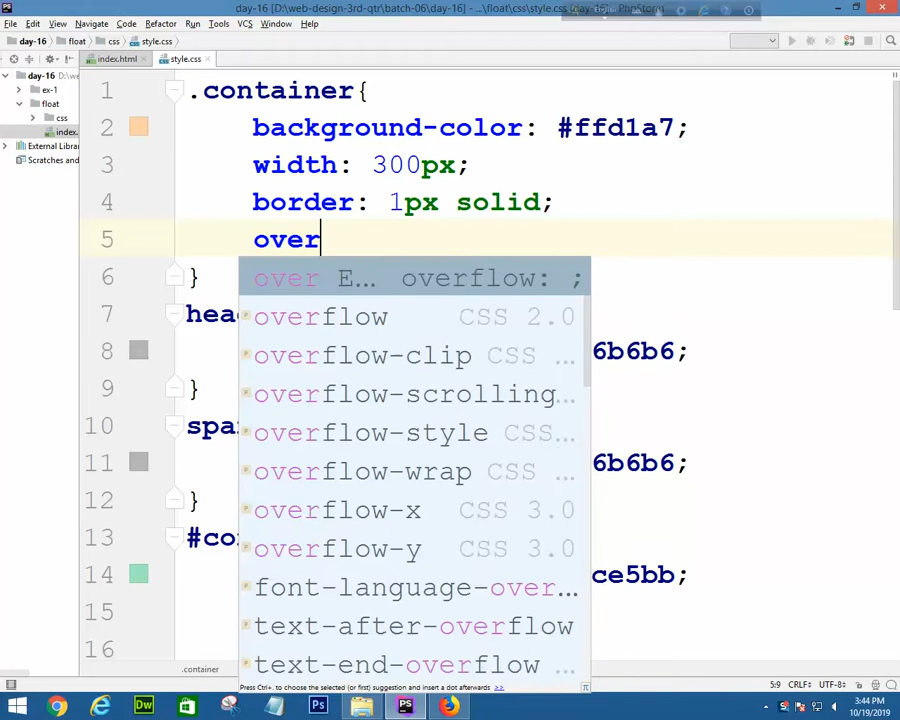 day-16 [D:\web-design-3rd-qtr\batch-06\day-16] - ...\float\css\style.css [day-16] - PhpStorm
File Edit View Navigate Code Refactor Run Tools VCS Window Help
day-16 float css style.css
index.html style.css
day-16 D:\w
ex-1
float
css
index.
External Librar
Scratches and
1 .container{
2 background-color: #ffd1a7;
3 width: 300px;
4 border: 1px solid;
5 over
6 }
7 hea
8 6b6b6;
9 }
10 spa
11 6b6b6;
12 }
13 #co
14 ce5bb;
15
16
over E... overflow: ;
overflow CSS 2.0
overflow-clip CSS ...
overflow-scrolling...
overflow-style CSS...
overflow-wrap CSS ...
overflow-x CSS 3.0
overflow-y CSS 3.0
font-language-over...
text-after-overflow
text-end-overflow ...
Press Ctrl+. to choose the selected (or first) suggestion and insert a dot afterwards >>
.container
5:9 CRLF÷ UTF-8÷
Dw
Ps
PS
3:44 PM
10/19/2019